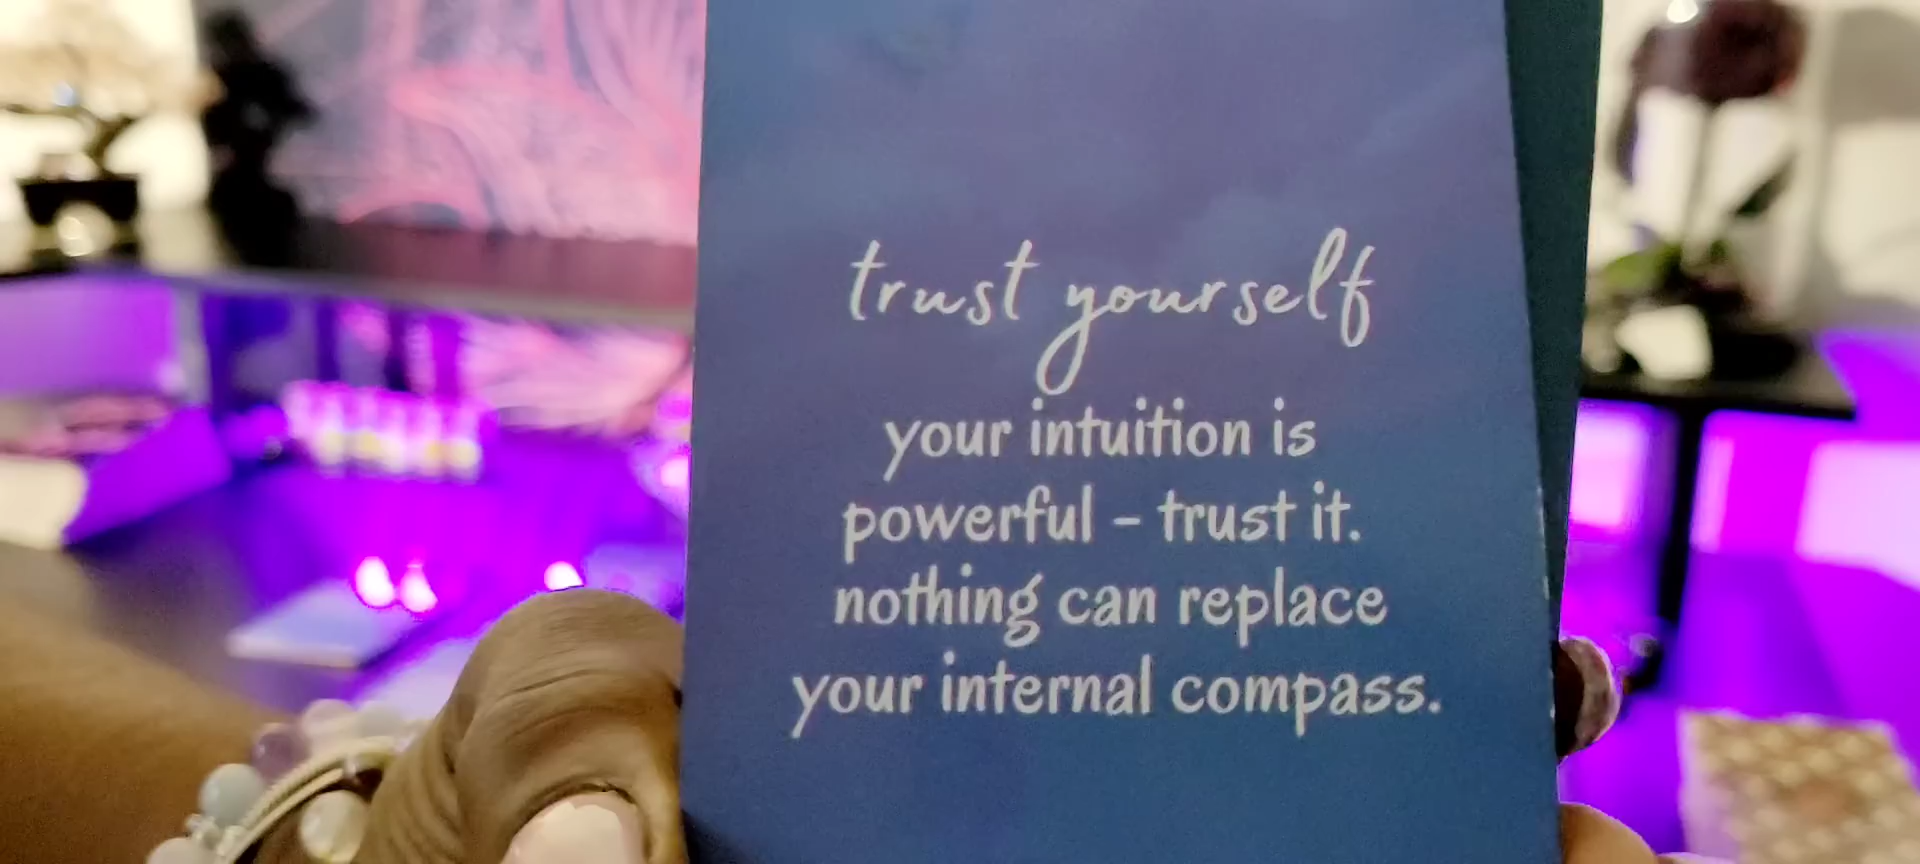 trust yourself
your intuition is
powerful – trust it.
nothing can replace
your internal compass.